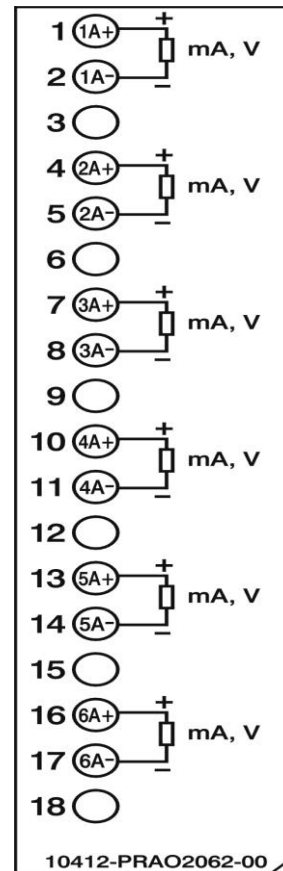 1 1A+ + mA, V
2 1A- −
3
4 2A+ + mA, V
5 2A- −
6
7 3A+ + mA, V
8 3A- −
9
10 4A+ + mA, V
11 4A- −
12
13 5A+ + mA, V
14 5A- −
15
16 6A+ + mA, V
17 6A- −
18
10412-PRAO2062-00